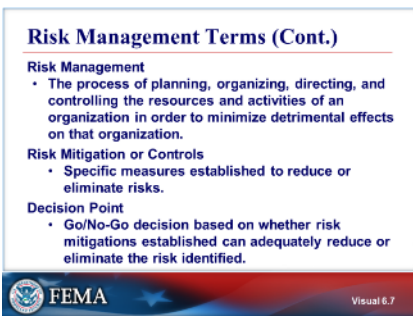 Risk Management Terms (Cont.)
Risk Management
• The process of planning, organizing, directing, and
controlling the resources and activities of an
organization in order to minimize detrimental effects
on that organization.
Risk Mitigation or Controls
• Specific measures established to reduce or
eliminate risks.
Decision Point
• Go/No-Go decision based on whether risk
mitigations established can adequately reduce or
eliminate the risk identified.
FEMA
Visual 6.7